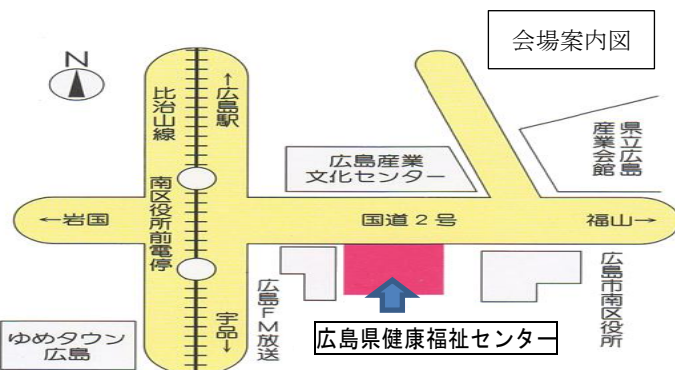 会場案内図
N
比治山線
↑広島駅
県立広島
産業会館
広島産業
文化センター
南区役所前電停
←岩国
国道2号
福山→
広島FM放送
宇品↓
広島市南区役所
広島県健康福祉センター
ゆめタウン
広島